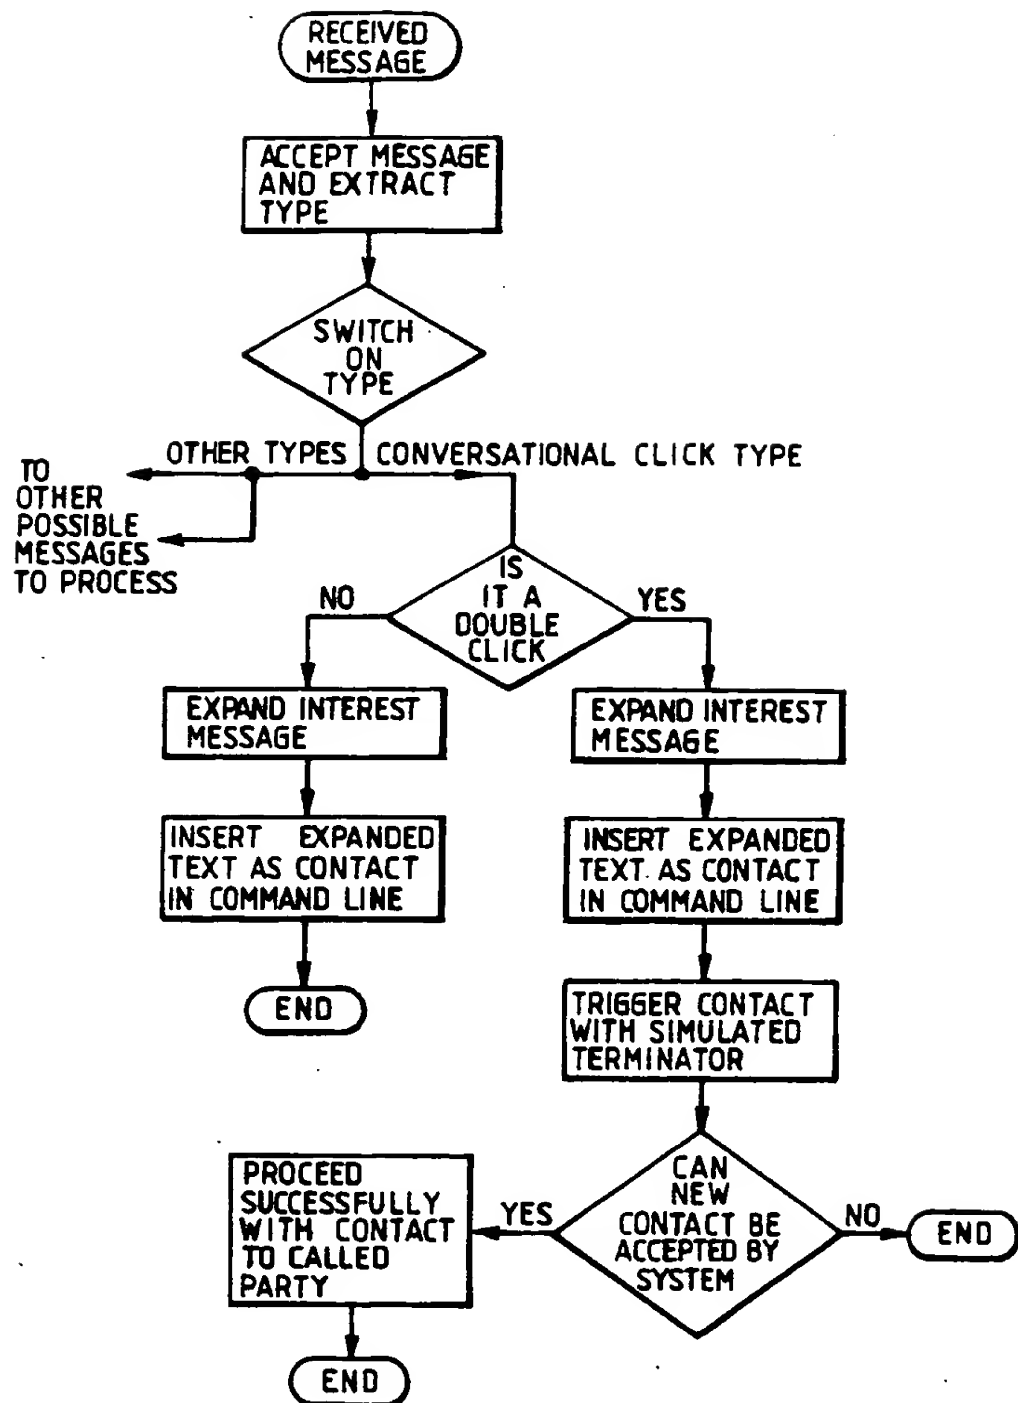 RECEIVED
MESSAGE
ACCEPT MESSAGE
AND EXTRACT
TYPE
SWITCH
ON
TYPE
OTHER TYPES
CONVERSATIONAL CLICK TYPE
TO
OTHER
POSSIBLE
MESSAGES
TO PROCESS
IS
IT A
DOUBLE
CLICK
NO
YES
EXPAND INTEREST
MESSAGE
EXPAND INTEREST
MESSAGE
INSERT EXPANDED
TEXT AS CONTACT
IN COMMAND LINE
INSERT EXPANDED
TEXT AS CONTACT
IN COMMAND LINE
END
TRIGGER CONTACT
WITH SIMULATED
TERMINATOR
CAN
NEW
CONTACT BE
ACCEPTED BY
SYSTEM
YES
NO
PROCEED
SUCCESSFULLY
WITH CONTACT
TO CALLED
PARTY
END
END